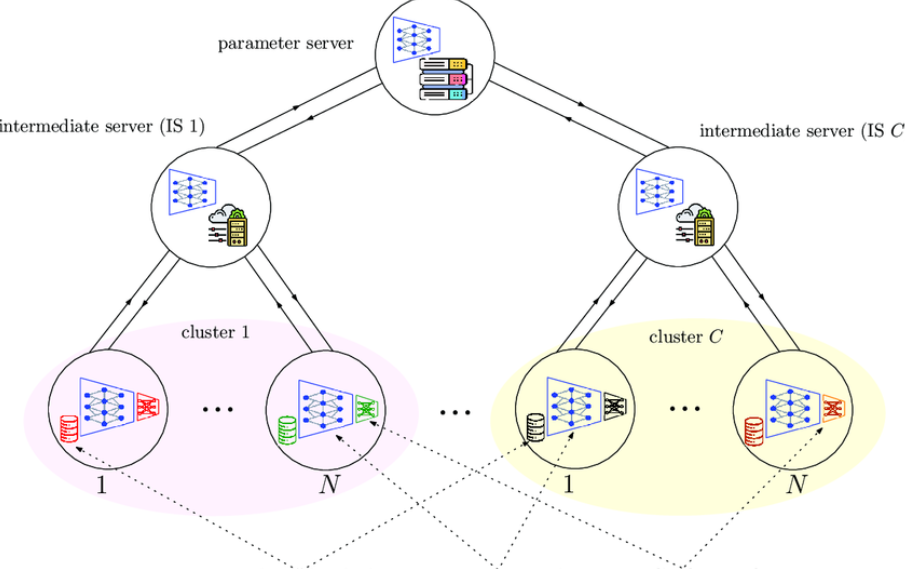 parameter server
intermediate server (IS 1)
intermediate server (IS C
cluster 1
cluster C
1
N
1
N